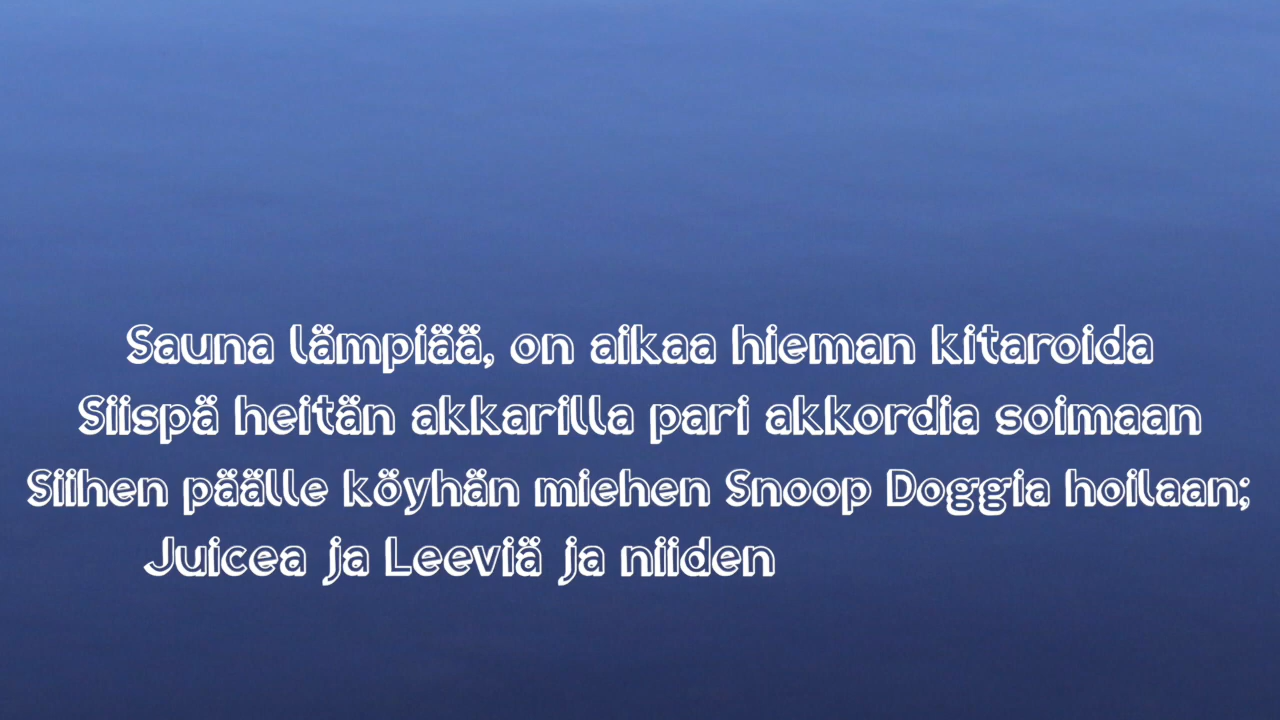 Sauna lämpiää, on aikaa hieman kitaroida
Siispä heitän akkarilla pari akkordia soimaan
Siihen päälle köyhän miehen Snoop Doggia hoilaan;
Juicea ja Leeviä ja niiden